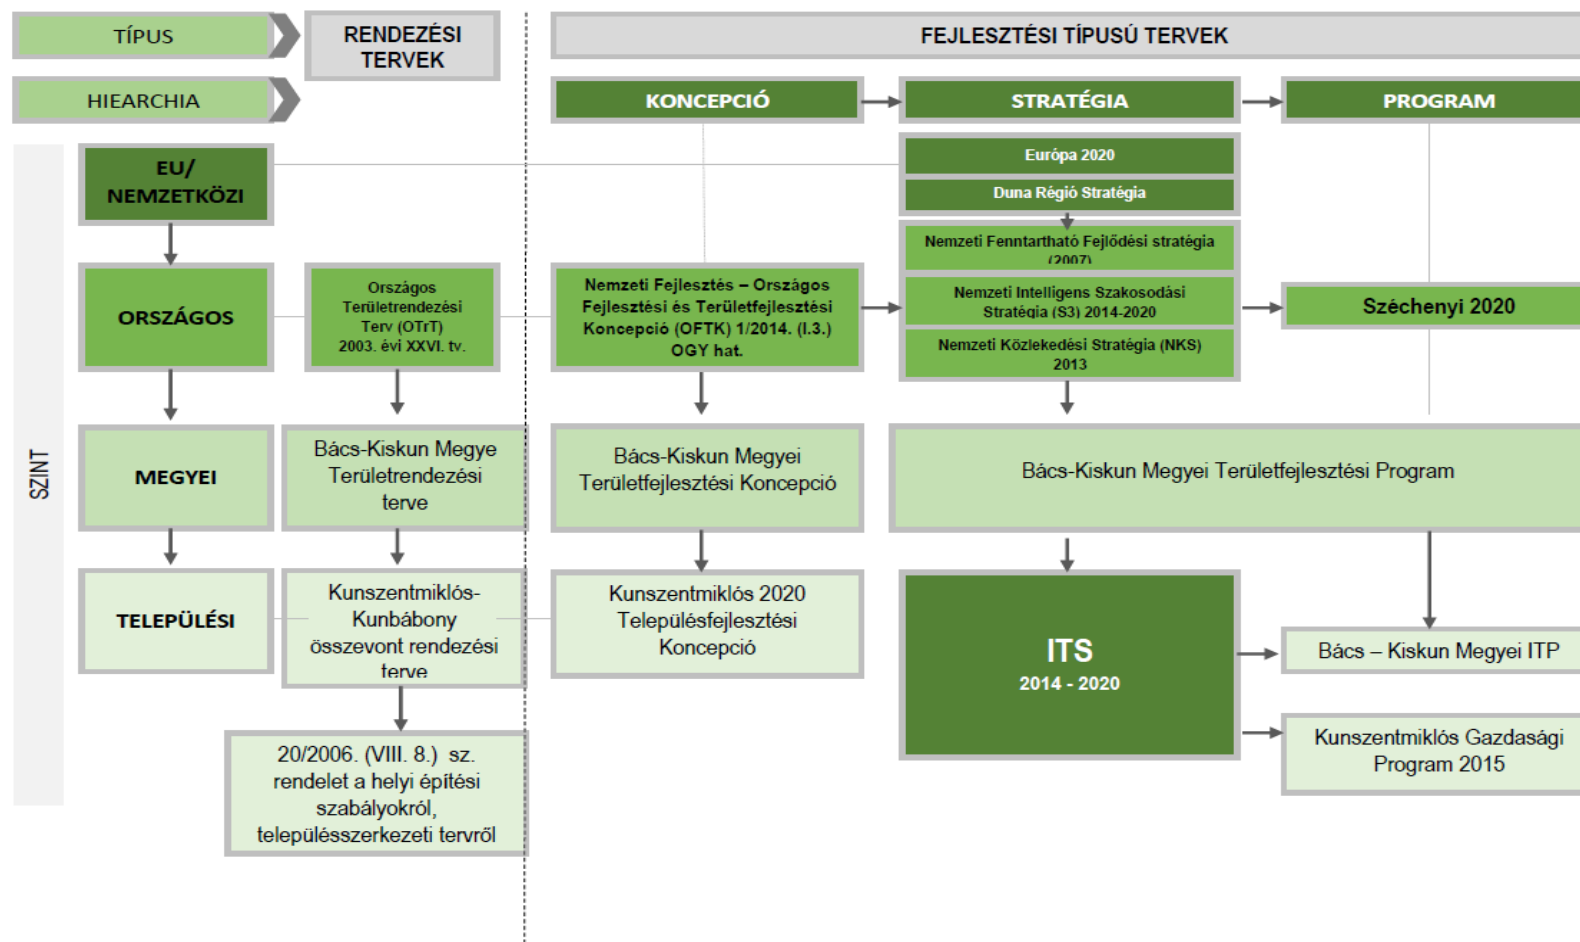 TÍPUS
RENDEZÉSI
TERVEK
FEJLESZTÉSI TÍPUSÚ TERVEK
HIEARCHIA
KONCEPCIÓ
STRATÉGIA
PROGRAM
SZINT
EU/
NEMZETKÖZI
Európa 2020
Duna Régió Stratégia
ORSZÁGOS
Országos
Területrendezési
Terv (OTrT)
2003. évi XXVI. tv.
Nemzeti Fejlesztés – Országos
Fejlesztési és Területfejlesztési
Koncepció (OFTK) 1/2014. (I.3.)
OGY hat.
Nemzeti Fenntartható Fejlődési stratégia
(2007)
Nemzeti Intelligens Szakosodási
Stratégia (S3) 2014-2020
Nemzeti Közlekedési Stratégia (NKS)
2013
Széchenyi 2020
MEGYEI
Bács-Kiskun Megye
Területrendezési
terve
Bács-Kiskun Megyei
Területfejlesztési Koncepció
Bács-Kiskun Megyei Területfejlesztési Program
TELEPÜLÉSI
Kunszentmiklós-
Kunbábony
összevont rendezési
terve
Kunszentmiklós 2020
Településfejlesztési
Koncepció
ITS
2014 - 2020
Bács – Kiskun Megyei ITP
Kunszentmiklós Gazdasági
Program 2015
20/2006. (VIII. 8.) sz.
rendelet a helyi építési
szabályokról,
településszerkezeti tervről